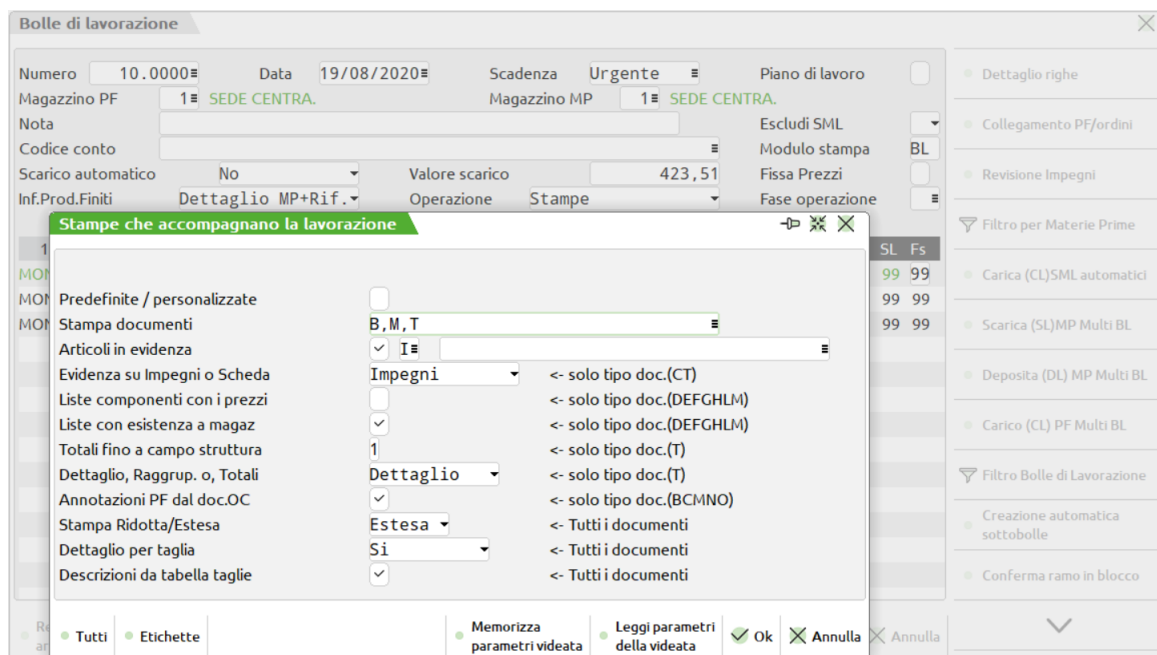 Bolle di lavorazione
Numero 10.0000 Data 19/08/2020 Scadenza Urgente Piano di lavoro
Magazzino PF 1 SEDE CENTRA. Magazzino MP 1 SEDE CENTRA.
Nota Escludi SML
Codice conto Modulo stampa BL
Scarico automatico No Valore scarico 423,51 Fissa Prezzi
Inf.Prod.Finiti Dettaglio MP+Rif. Operazione Stampe Fase operazione
Stampe che accompagnano la lavorazione
1 SL Fs
MON 99 99
MON 99 99
MON 99 99
Predefinite / personalizzate
Stampa documenti B,M,T
Articoli in evidenza I
Evidenza su Impegni o Scheda Impegni <- solo tipo doc.(CT)
Liste componenti con i prezzi <- solo tipo doc.(DEFGHLM)
Liste con esistenza a magaz <- solo tipo doc.(DEFGHLM)
Totali fino a campo struttura 1 <- solo tipo doc.(T)
Dettaglio, Raggrup. o, Totali Dettaglio <- solo tipo doc.(T)
Annotazioni PF dal doc.OC <- solo tipo doc.(BCMNO)
Stampa Ridotta/Estesa Estesa <- Tutti i documenti
Dettaglio per taglia Si <- Tutti i documenti
Descrizioni da tabella taglie <- Tutti i documenti
Tutti Etichette Memorizza parametri videata Leggi parametri della videata Ok Annulla Annulla
Dettaglio righe
Collegamento PF/ordini
Revisione Impegni
Filtro per Materie Prime
Carica (CL)SML automatici
Scarica (SL)MP Multi BL
Deposita (DL) MP Multi BL
Carico (CL) PF Multi BL
Filtro Bolle di Lavorazione
Creazione automatica
sottobolle
Conferma ramo in blocco